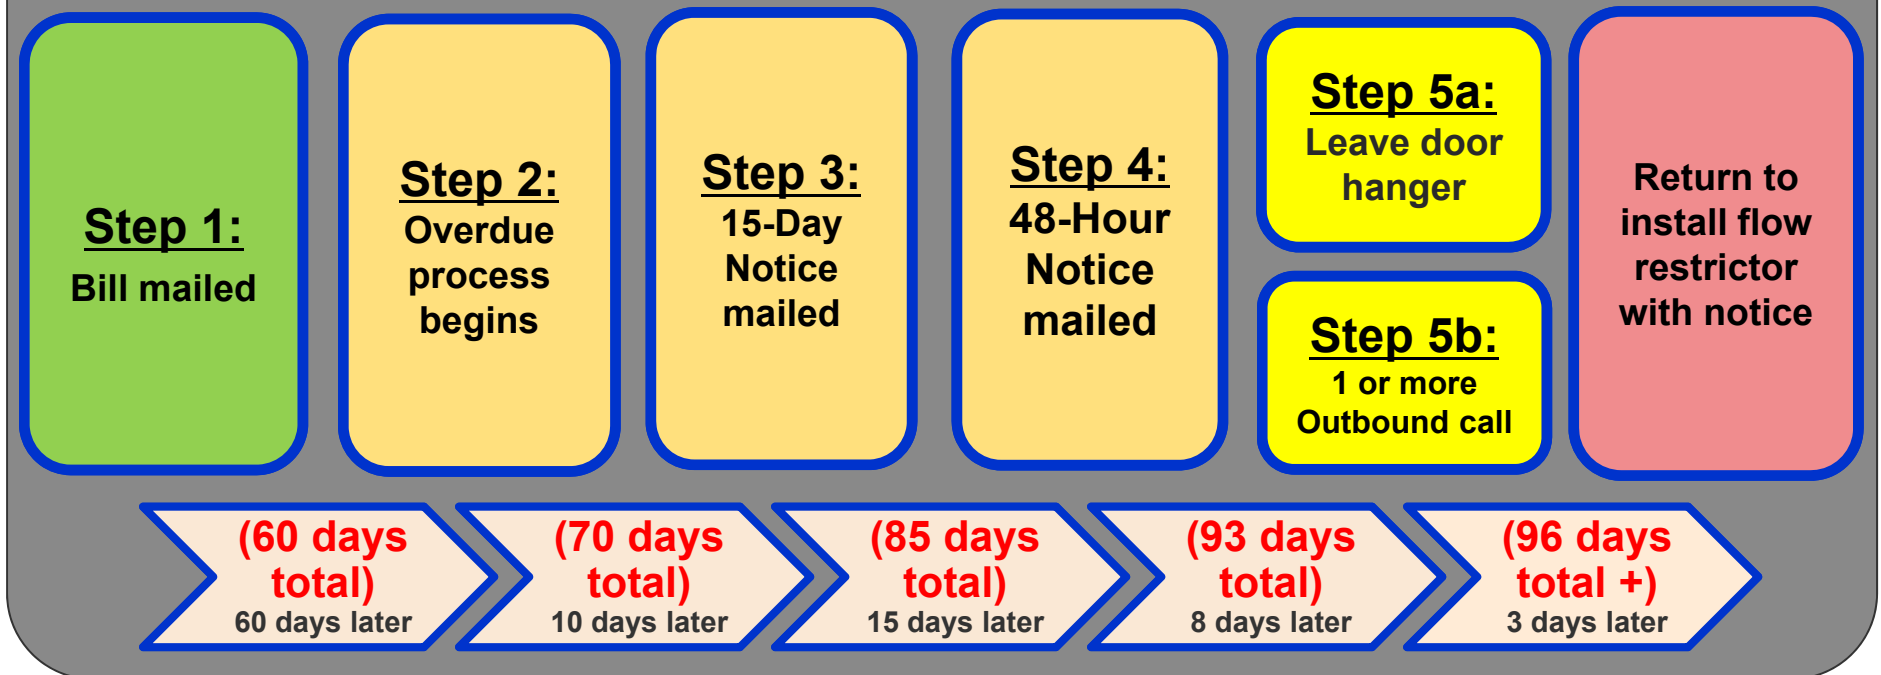 Step 1:
Bill mailed
Step 2:
Overdue
process
begins
Step 3:
15-Day
Notice
mailed
Step 4:
48-Hour
Notice
mailed
Step 5a:
Leave door
hanger
Step 5b:
1 or more
Outbound call
Return to
install flow
restrictor
with notice
(60 days
total)
60 days later
(70 days
total)
10 days later
(85 days
total)
15 days later
(93 days
total)
8 days later
(96 days
total +)
3 days later